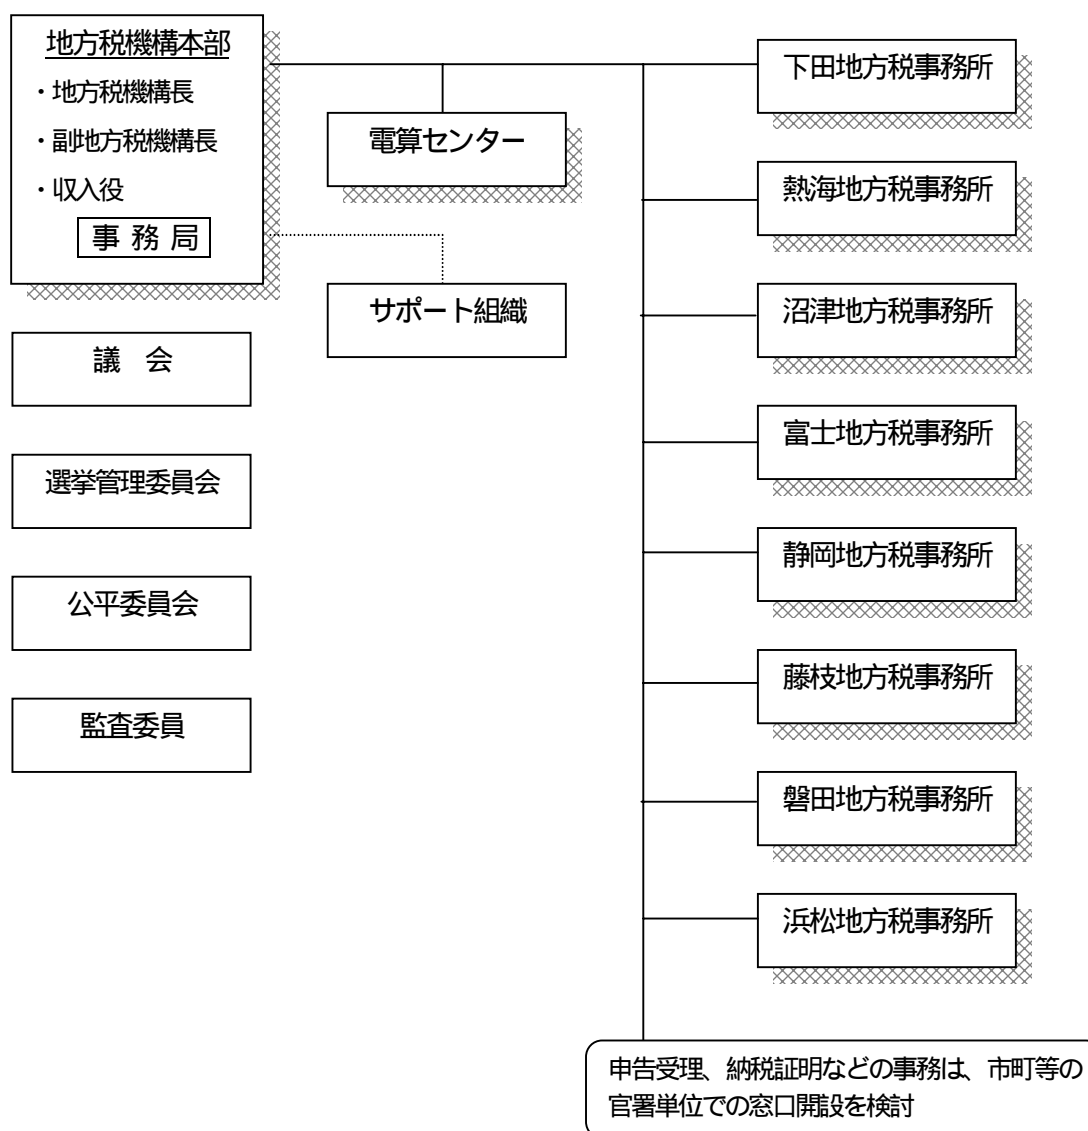 地方税機構本部
・地方税機構長
・副地方税機構長
・収入役
事 務 局
電算センター
サポート組織
議　会
選挙管理委員会
公平委員会
監査委員
下田地方税事務所
熱海地方税事務所
沼津地方税事務所
富士地方税事務所
静岡地方税事務所
藤枝地方税事務所
磐田地方税事務所
浜松地方税事務所
申告受理、納税証明などの事務は、市町等の
官署単位での窓口開設を検討